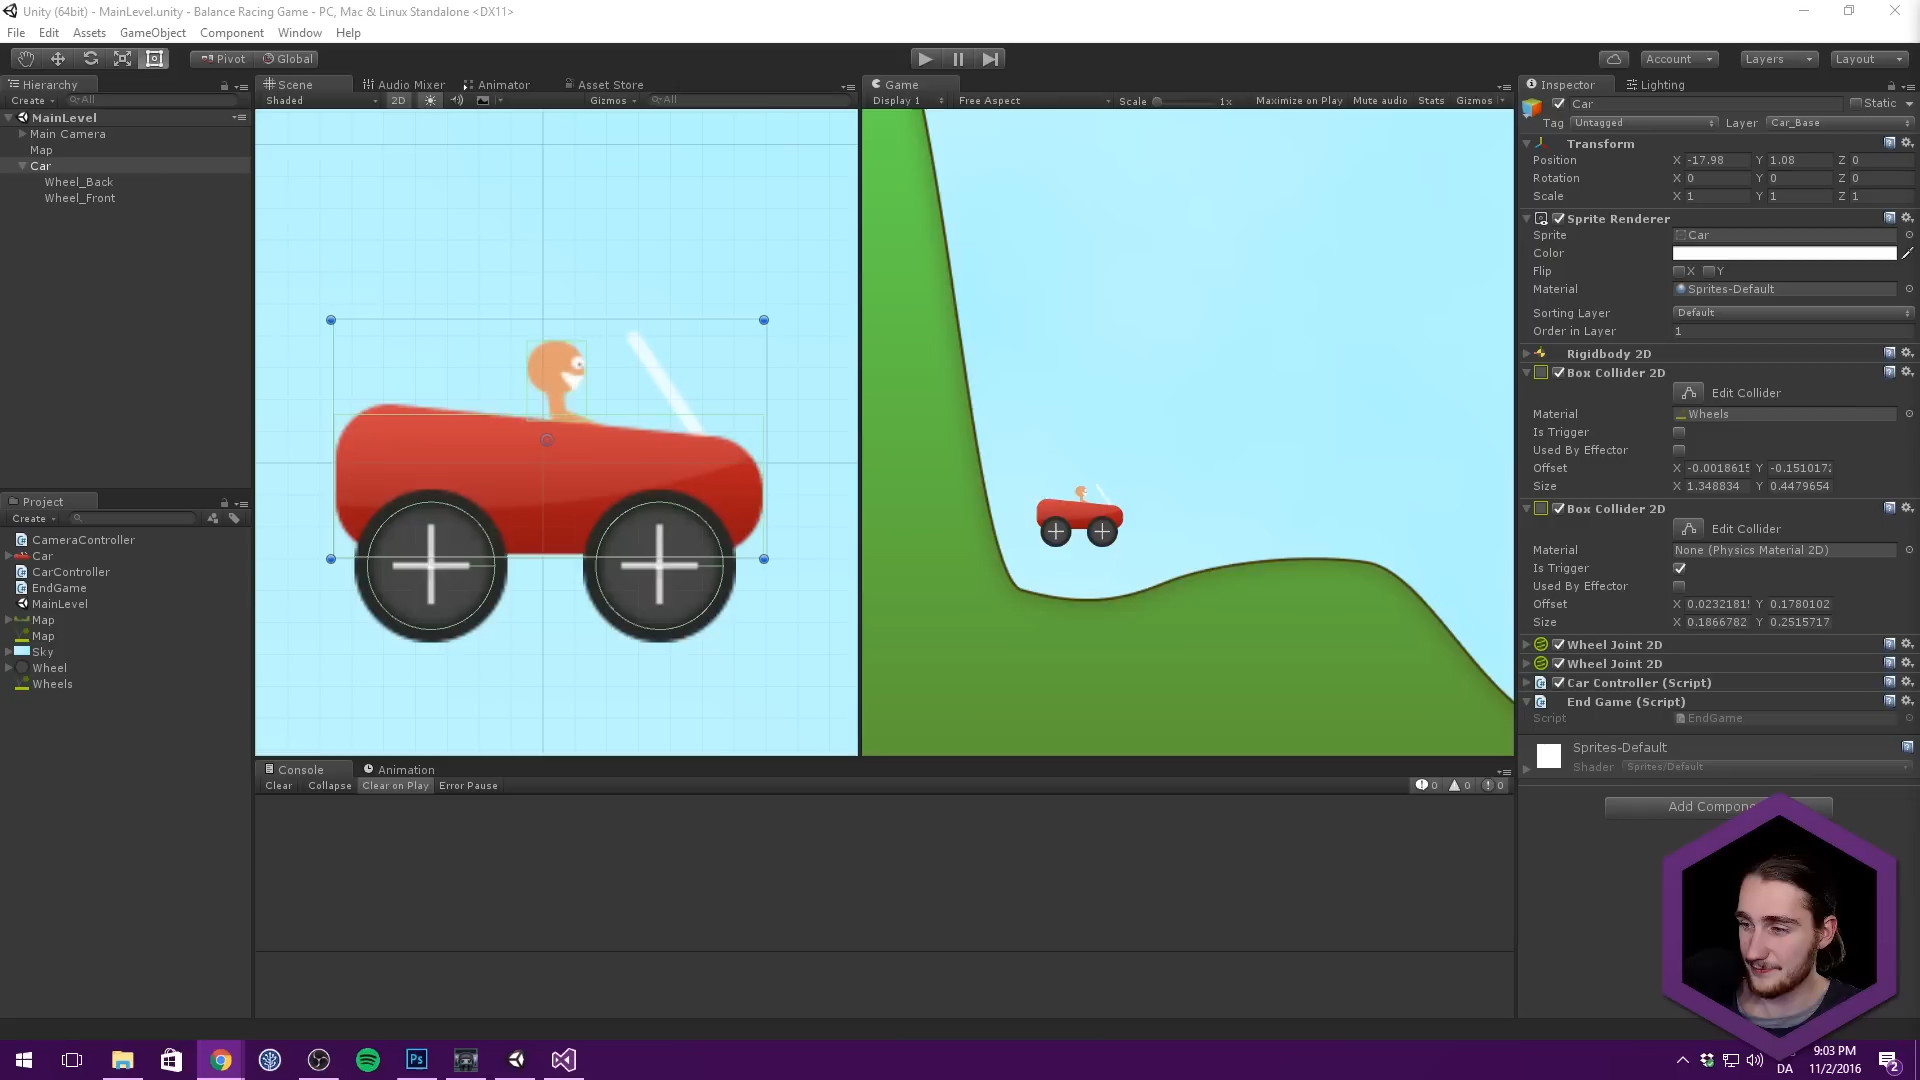 Unity (64bit) - MainLevel.unity - Balance Racing Game - PC, Mac & Linux Standalone <DX11>
File Edit Assets GameObject Component Window Help
Pivot Global Account Layers Layout
Hierarchy
Create All
MainLevel
Main Camera
Map
Car
Wheel_Back
Wheel_Front
Project
Create
CameraController
Car
CarController
EndGame
MainLevel
Map
Map
Sky
Wheel
Wheels
Scene Audio Mixer Animator Asset Store
Shaded 2D Gizmos All
Game
Display 1 Free Aspect Scale 1x Maximize on Play Mute audio Stats Gizmos
Console Animation
Clear Collapse Clear on Play Error Pause 0 0 0
Inspector Lighting
Car Static
Tag Untagged Layer Car_Base
Transform
Position X -17.98 Y 1.08 Z 0
Rotation X 0 Y 0 Z 0
Scale X 1 Y 1 Z 1
Sprite Renderer
Sprite Car
Color
Flip X Y
Material Sprites-Default
Sorting Layer Default
Order in Layer 1
Rigidbody 2D
Box Collider 2D
Edit Collider
Material Wheels
Is Trigger
Used By Effector
Offset X -0.0018615 Y -0.1510172
Size X 1.348834 Y 0.4479654
Box Collider 2D
Edit Collider
Material None (Physics Material 2D)
Is Trigger
Used By Effector
Offset X 0.0232181 Y 0.1780102
Size X 0.1866782 Y 0.2515717
Wheel Joint 2D
Wheel Joint 2D
Car Controller (Script)
End Game (Script)
Script EndGame
Sprites-Default
Shader Sprites/Default
Add Compon
Ps
9:03 PM
DA 11/2/2016 2